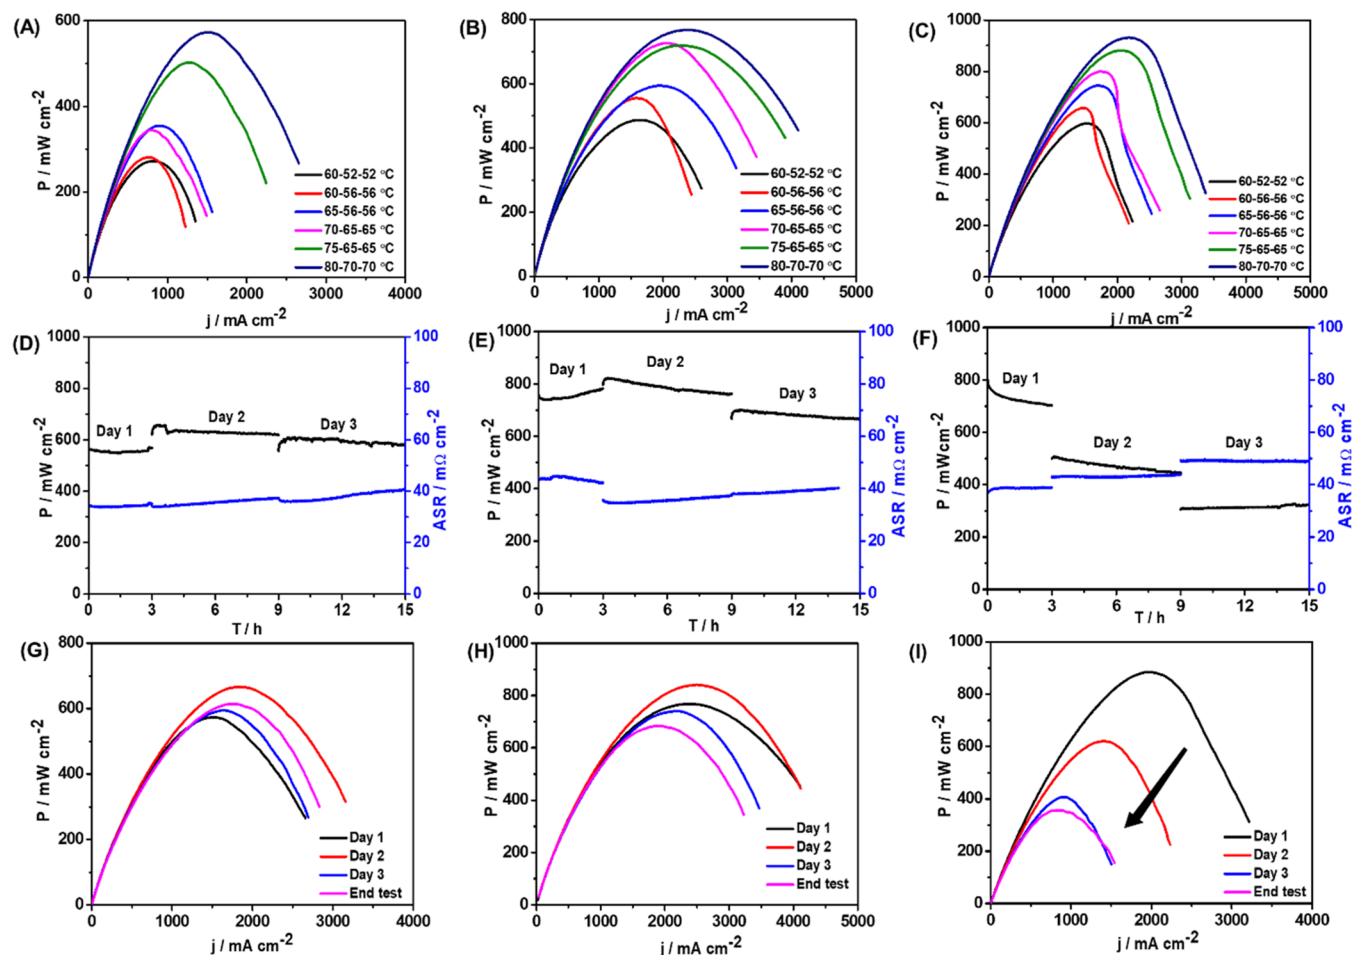 (A)
600
400
200
0
P / mW cm-2
0 1000 2000 3000 4000
j / mA cm-2
60-52-52 °C
60-56-56 °C
65-56-56 °C
70-65-65 °C
75-65-65 °C
80-70-70 °C
(B)
800
600
400
200
0
P / mW cm-2
0 1000 2000 3000 4000 5000
j / mA cm-2
60-52-52 °C
60-56-56 °C
65-56-56 °C
70-65-65 °C
75-65-65 °C
80-70-70 °C
(C)
1000
800
600
400
200
0
P / mW cm-2
0 1000 2000 3000 4000 5000
j / mA cm-2
60-52-52 °C
60-56-56 °C
65-56-56 °C
70-65-65 °C
75-65-65 °C
80-70-70 °C
(D)
1000
800
600
400
200
0
P / mW cm-2
Day 1
Day 2
Day 3
100
80
60
40
20
0
ASR / mΩ cm-2
0 3 6 9 12 15
T / h
(E)
1000
800
600
400
200
0
P / mW cm-2
Day 1
Day 2
Day 3
100
80
60
40
20
0
ASR / mΩ cm-2
0 3 6 9 12 15
T / h
(F)
1000
800
600
400
200
0
P / mWcm-2
Day 1
Day 2
Day 3
100
80
60
40
20
0
ASR / mΩ cm-2
0 3 6 9 12 15
T / h
(G)
800
600
400
200
0
P / mW cm-2
0 1000 2000 3000 4000
j / mA cm-2
Day 1
Day 2
Day 3
End test
(H)
1000
800
600
400
200
0
P / mW cm-2
0 1000 2000 3000 4000 5000
j / mA cm-2
Day 1
Day 2
Day 3
End test
(I)
1000
800
600
400
200
0
P / mW cm-2
0 1000 2000 3000 4000
j / mA cm-2
Day 1
Day 2
Day 3
End test